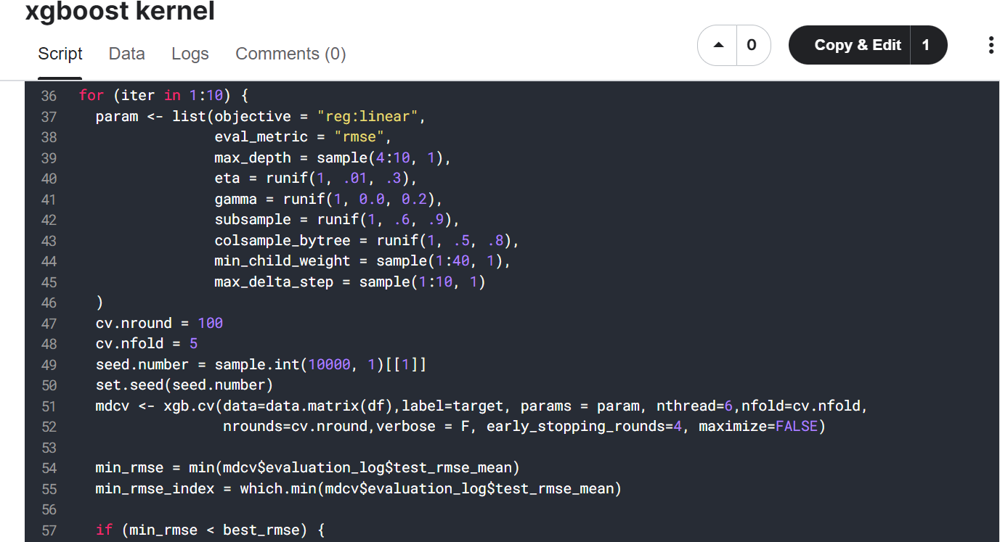 xgboost kernel
Script Data Logs Comments (0) 0 Copy & Edit 1
36 for (iter in 1:10) {
37   param <- list(objective = "reg:linear",
38                 eval_metric = "rmse",
39                 max_depth = sample(4:10, 1),
40                 eta = runif(1, .01, .3),
41                 gamma = runif(1, 0.0, 0.2),
42                 subsample = runif(1, .6, .9),
43                 colsample_bytree = runif(1, .5, .8),
44                 min_child_weight = sample(1:40, 1),
45                 max_delta_step = sample(1:10, 1)
46   )
47   cv.nround = 100
48   cv.nfold = 5
49   seed.number = sample.int(10000, 1)[[1]]
50   set.seed(seed.number)
51   mdcv <- xgb.cv(data=data.matrix(df),label=target, params = param, nthread=6,nfold=cv.nfold,
52                  nrounds=cv.nround,verbose = F, early_stopping_rounds=4, maximize=FALSE)
53
54   min_rmse = min(mdcv$evaluation_log$test_rmse_mean)
55   min_rmse_index = which.min(mdcv$evaluation_log$test_rmse_mean)
56
57   if (min_rmse < best_rmse) {